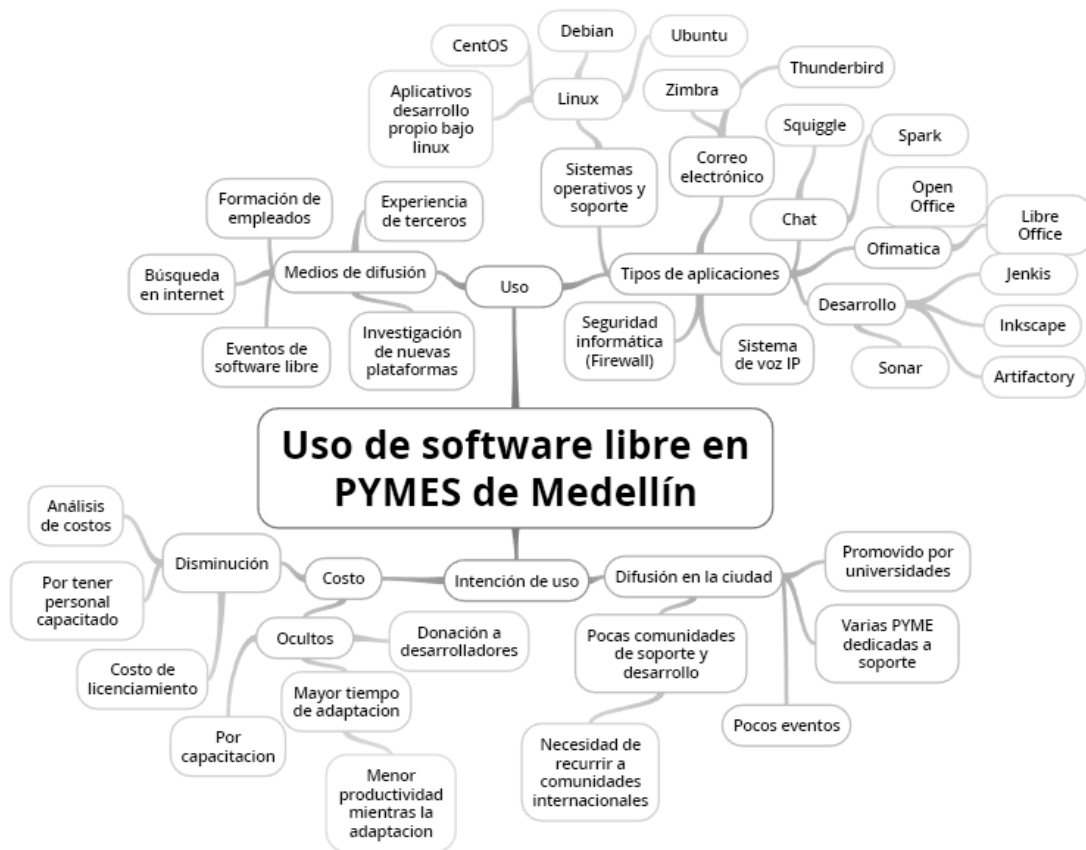 Debian
Ubuntu
CentOS
Thunderbird
Aplicativos
desarrollo
propio bajo
linux
Linux
Zimbra
Squiggle
Spark
Sistemas
operativos y
soporte
Correo
electrónico
Formación de
empleados
Experiencia
de terceros
Open
Office
Libre
Office
Chat
Ofimatica
Búsqueda
en internet
Medios de difusión
Uso
Tipos de aplicaciones
Jenkis
Desarrollo
Eventos de
software libre
Investigación
de nuevas
plataformas
Seguridad
informática
(Firewall)
Sistema
de voz IP
Inkscape
Sonar
Artifactory
Uso de software libre en
PYMES de Medellín
Análisis
de costos
Disminución
Costo
Intención de uso
Difusión en la ciudad
Promovido por
universidades
Por tener
personal
capacitado
Ocultos
Donación a
desarrolladores
Pocas comunidades
de soporte y
desarrollo
Varias PYME
dedicadas a
soporte
Costo de
licenciamiento
Mayor tiempo
de adaptacion
Pocos eventos
Por
capacitacion
Necesidad de
recurrir a
comunidades
internacionales
Menor
productividad
mientras la
adaptacion